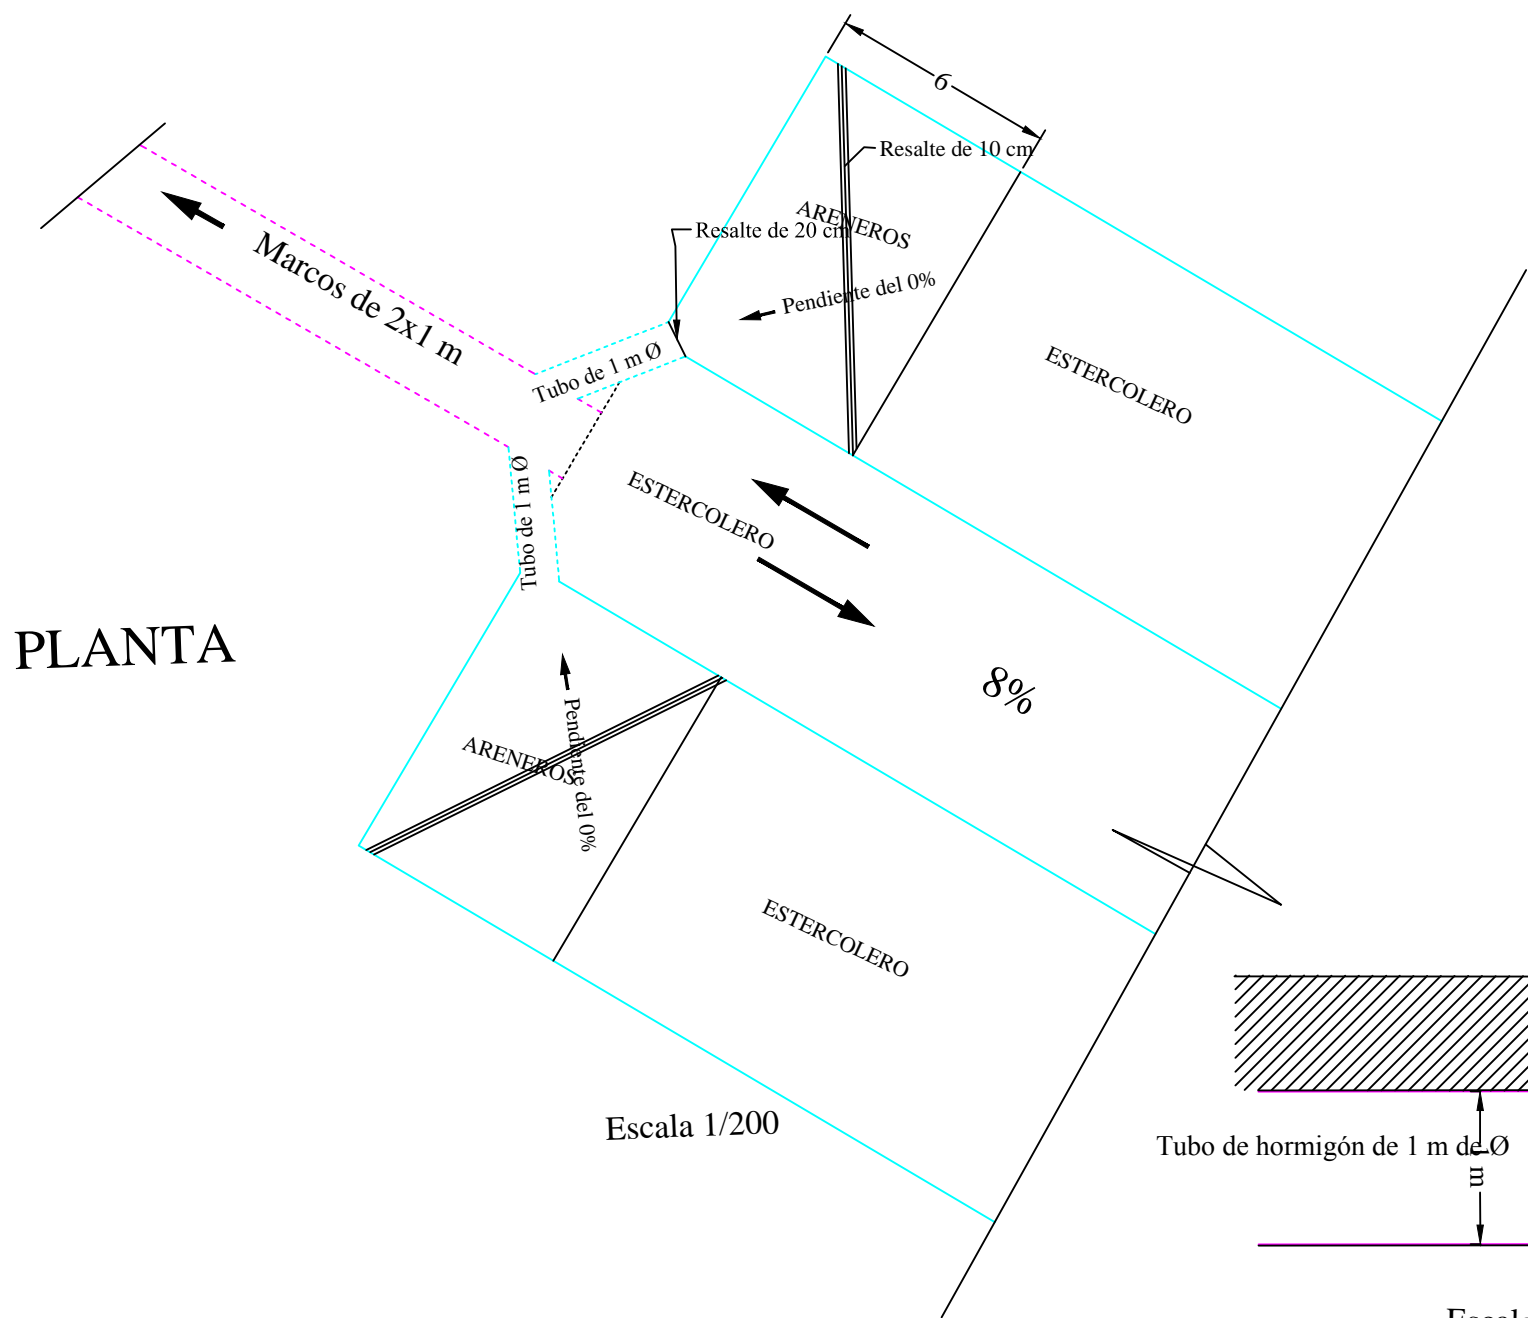 6
Resalte de 10 cm
ARENEROS
Resalte de 20 cm
Pendiente del 0%
Marcos de 2x1 m
Tubo de 1 m Ø
ESTERCOLERO
Tubo de 1 m Ø
ESTERCOLERO
PLANTA
8%
Pendiente del 0%
ARENEROS
ESTERCOLERO
Escala 1/200
Tubo de hormigón de 1 m de Ø
1 m